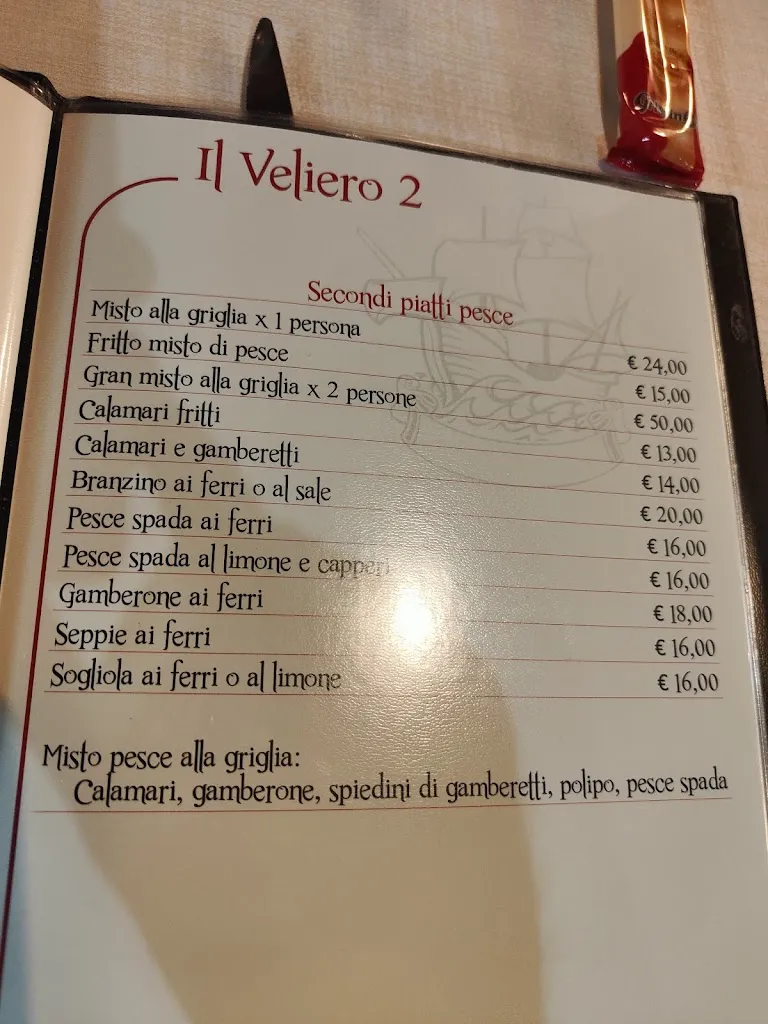 Il Veliero 2
Secondi piatti pesce
Misto alla griglia x 1 persona € 24,00
Fritto misto di pesce € 15,00
Gran misto alla griglia x 2 persone € 50,00
Calamari fritti € 13,00
Calamari e gamberetti € 14,00
Branzino ai ferri o al sale € 20,00
Pesce spada ai ferri € 16,00
Pesce spada al limone e capperi € 16,00
Gamberone ai ferri € 18,00
Seppie ai ferri € 16,00
Sogliola ai ferri o al limone € 16,00
Misto pesce alla griglia:
Calamari, gamberone, spiedini di gamberetti, polipo, pesce spada